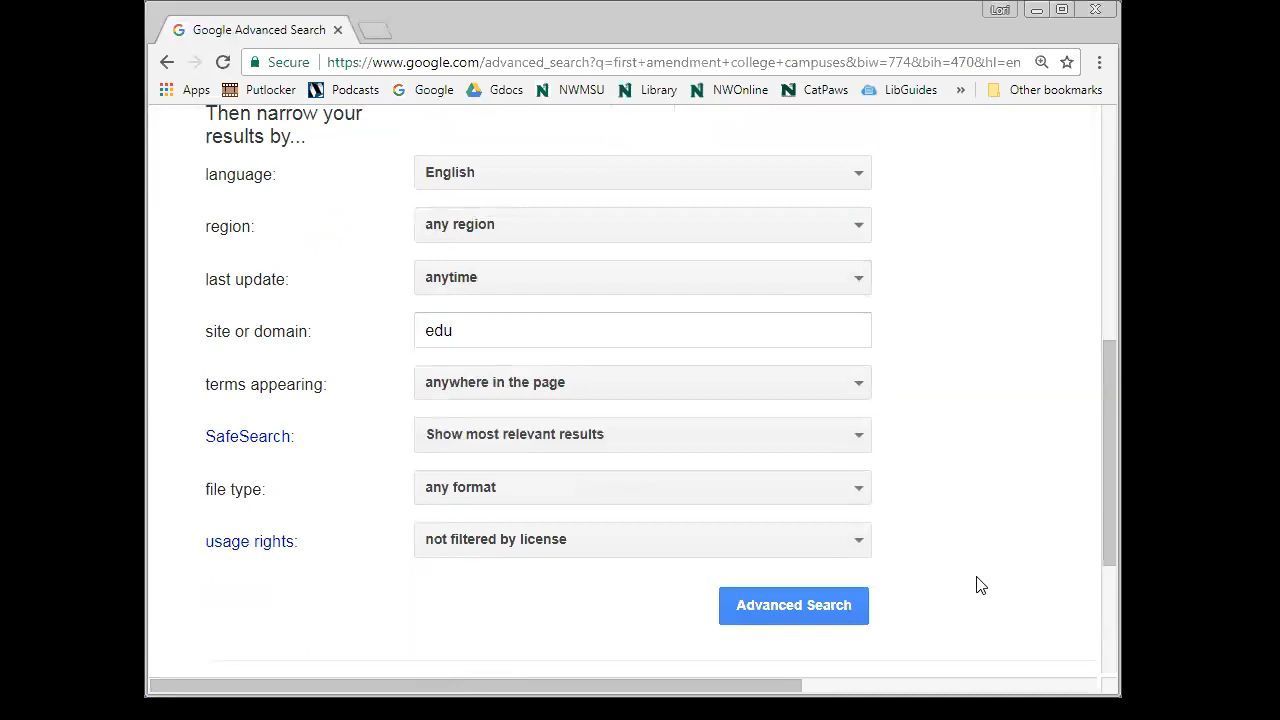 Lori
Google Advanced Search
Secure https://www.google.com/advanced_search?q=first+amendment+college+campuses&biw=774&bih=470&hl=en
Apps Putlocker Podcasts Google Gdocs NWMSU Library NWOnline CatPaws LibGuides » Other bookmarks
Then narrow your
results by...
language: English
region: any region
last update: anytime
site or domain: edu
terms appearing: anywhere in the page
SafeSearch: Show most relevant results
file type: any format
usage rights: not filtered by license
Advanced Search